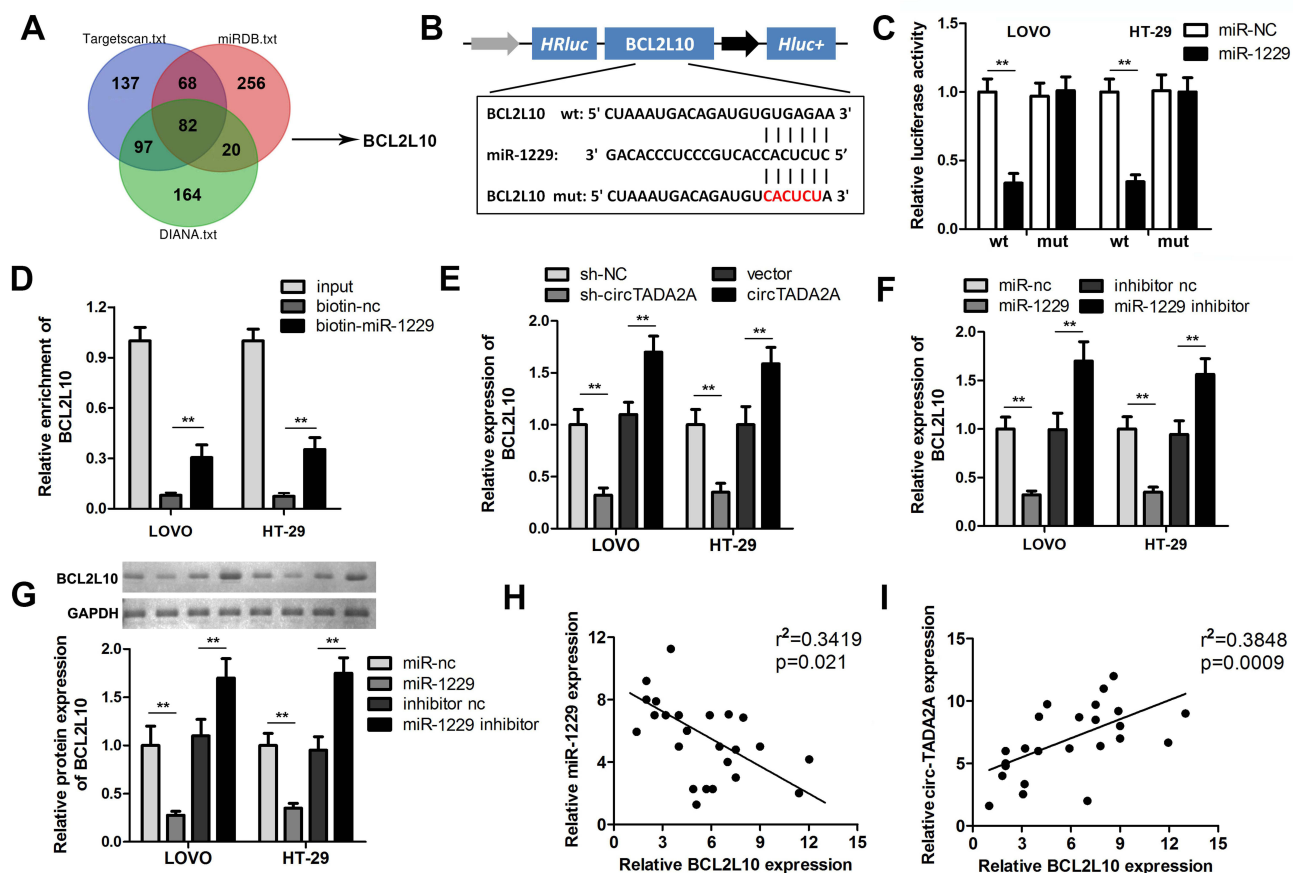 A
Targetscan.txt
miRDB.txt
137
68
256
82
97
20
164
DIANA.txt
BCL2L10
B
HRluc
BCL2L10
Hluc+
BCL2L10 wt: 5' CUAAAUGACAGAUGUGUGAGAA 3'
miR-1229: 3' GACACCCUCCCGUCACCACUCUC 5'
BCL2L10 mut: 5' CUAAAUGACAGAUGUCACUCUA 3'
C
Relative luciferase activity
1.5
1.0
0.5
0.0
LOVO
HT-29
miR-NC
miR-1229
**
**
wt
mut
wt
mut
D
input
biotin-nc
biotin-miR-1229
Relative enrichment of
BCL2L10
1.2
0.9
0.6
0.3
0.0
**
**
LOVO
HT-29
E
sh-NC
vector
sh-circTADA2A
circTADA2A
Relative expression of
BCL2L10
2.0
1.5
1.0
0.5
0.0
**
**
**
**
LOVO
HT-29
F
miR-nc
inhibitor nc
miR-1229
miR-1229 inhibitor
Relative expression of
BCL2L10
2.0
1.5
1.0
0.5
0.0
**
**
**
**
LOVO
HT-29
G
BCL2L10
GAPDH
Relative protein expression
of BCL2L10
2.0
1.5
1.0
0.5
0.0
**
**
**
**
LOVO
HT-29
miR-nc
miR-1229
inhibitor nc
miR-1229 inhibitor
H
Relative miR-1229 expression
12
8
4
0
r²=0.3419
p=0.021
0
3
6
9
12
15
Relative BCL2L10 expression
I
Relative circ-TADA2A expression
15
10
5
0
r²=0.3848
p=0.0009
0
3
6
9
12
15
Relative BCL2L10 expression